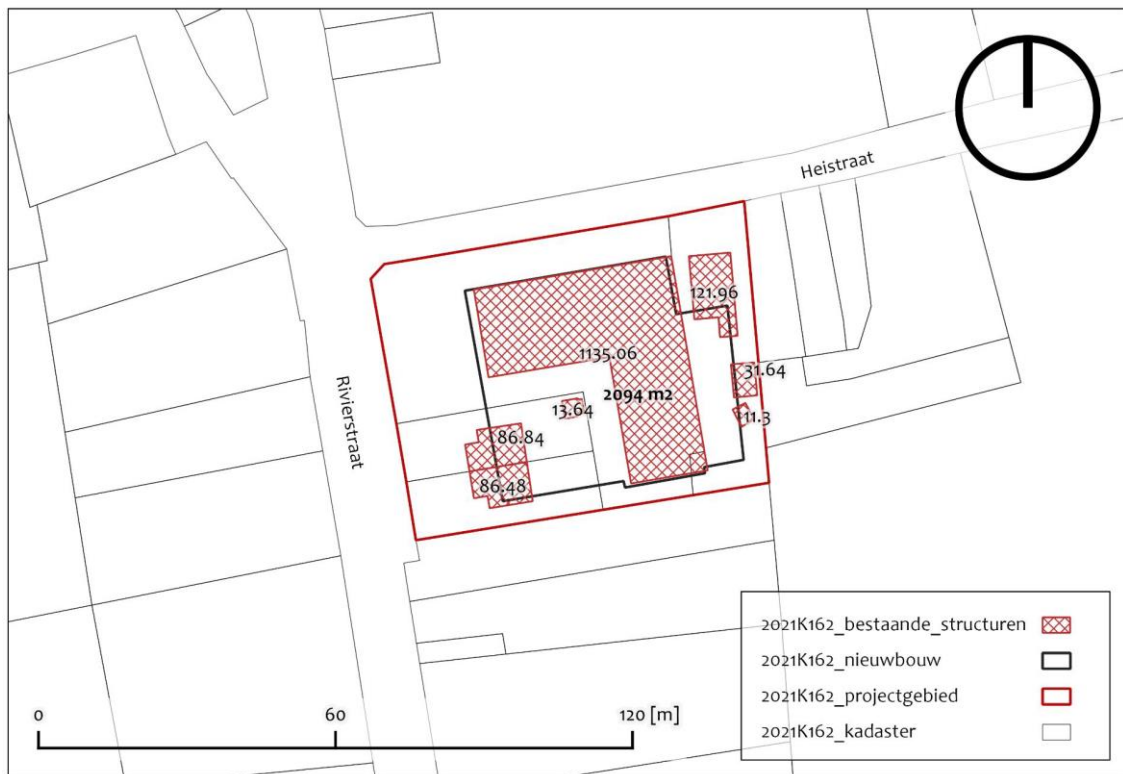 Heistraat
Rivierstraat
121.96
1135.06
31.64
2094 m2
13.64
11.3
86.84
86.48
2021K162_bestaande_structuren
2021K162_nieuwbouw
2021K162_projectgebied
2021K162_kadaster
0 60 120 [m]